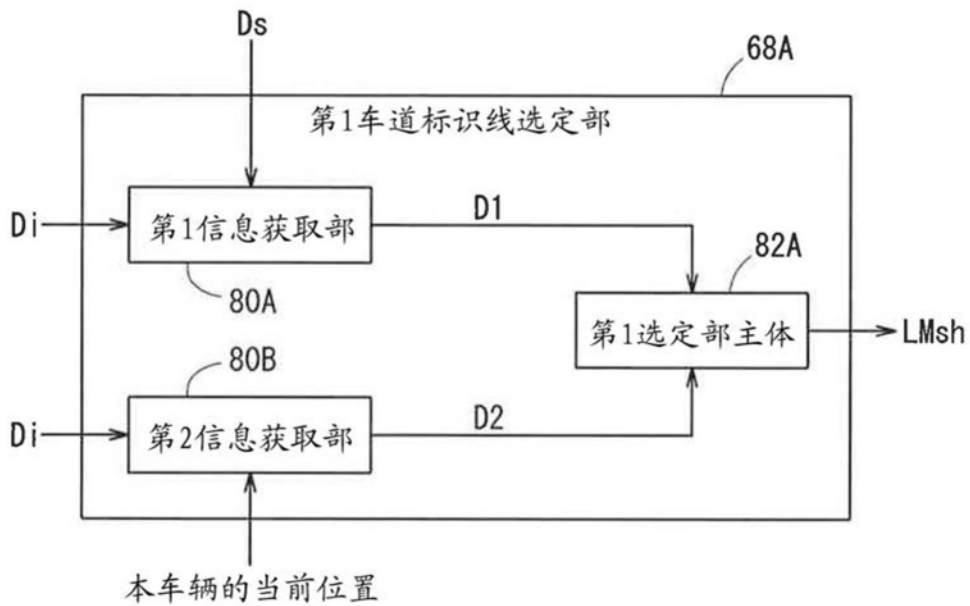 Ds
68A
第1车道标识线选定部
Di
第1信息获取部
D1
80A
82A
第1选定部主体
LMsh
80B
Di
第2信息获取部
D2
本车辆的当前位置